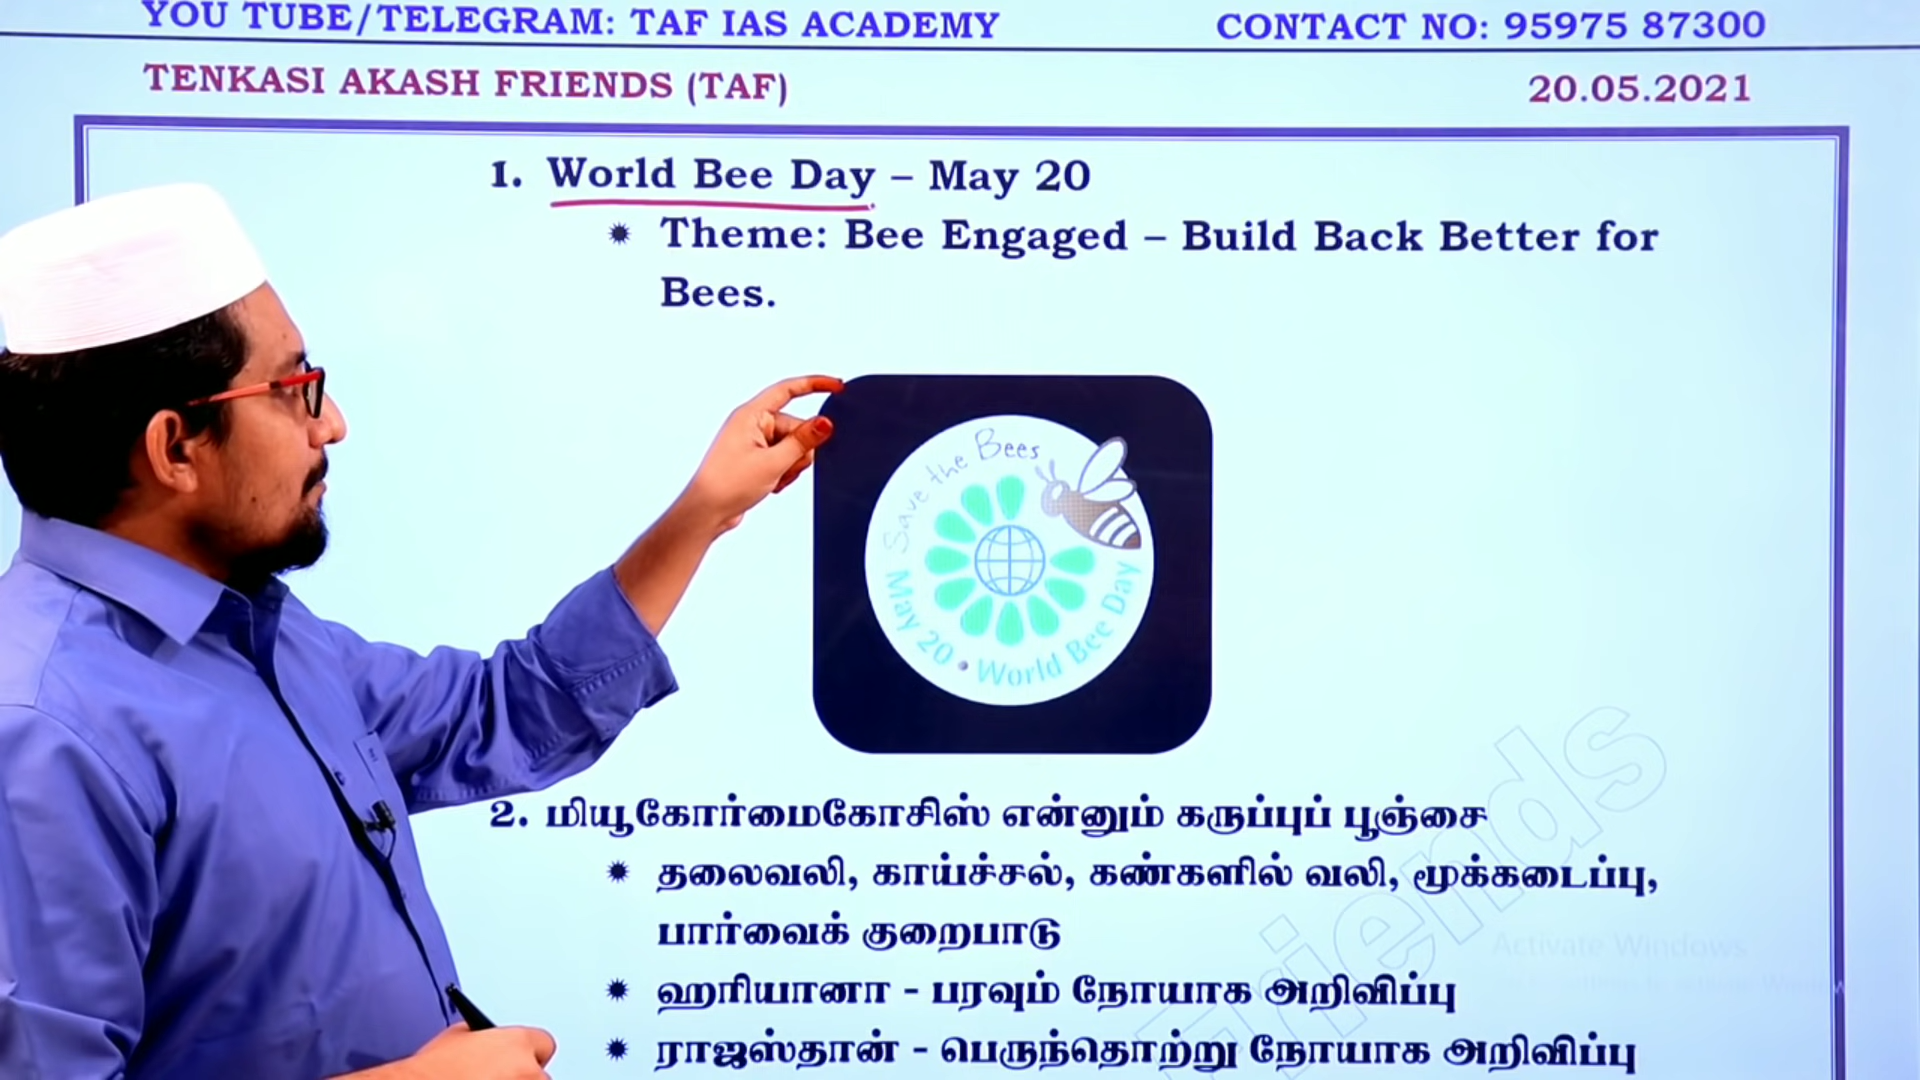 YOU TUBE/TELEGRAM: TAF IAS ACADEMY CONTACT NO: 95975 87300
TENKASI AKASH FRIENDS (TAF) 20.05.2021
1. World Bee Day – May 20
Theme: Bee Engaged – Build Back Better for
Bees.
Save the Bees
May 20 • World Bee Day
2. மியூகோர்மைகோசிஸ் என்னும் கருப்புப் பூஞ்சை
தலைவலி, காய்ச்சல், கண்களில் வலி, மூக்கடைப்பு,
பார்வைக் குறைபாடு
ஹரியானா - பரவும் நோயாக அறிவிப்பு
ராஜஸ்தான் - பெருந்தொற்று நோயாக அறிவிப்பு
Friends
Activate Windows